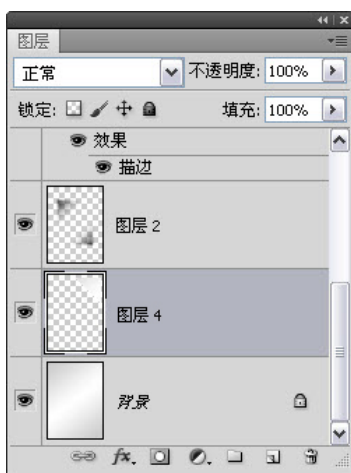 图层
正常 不透明度: 100%
锁定: 填充: 100%
效果
描边
图层 2
图层 4
背景
fx.